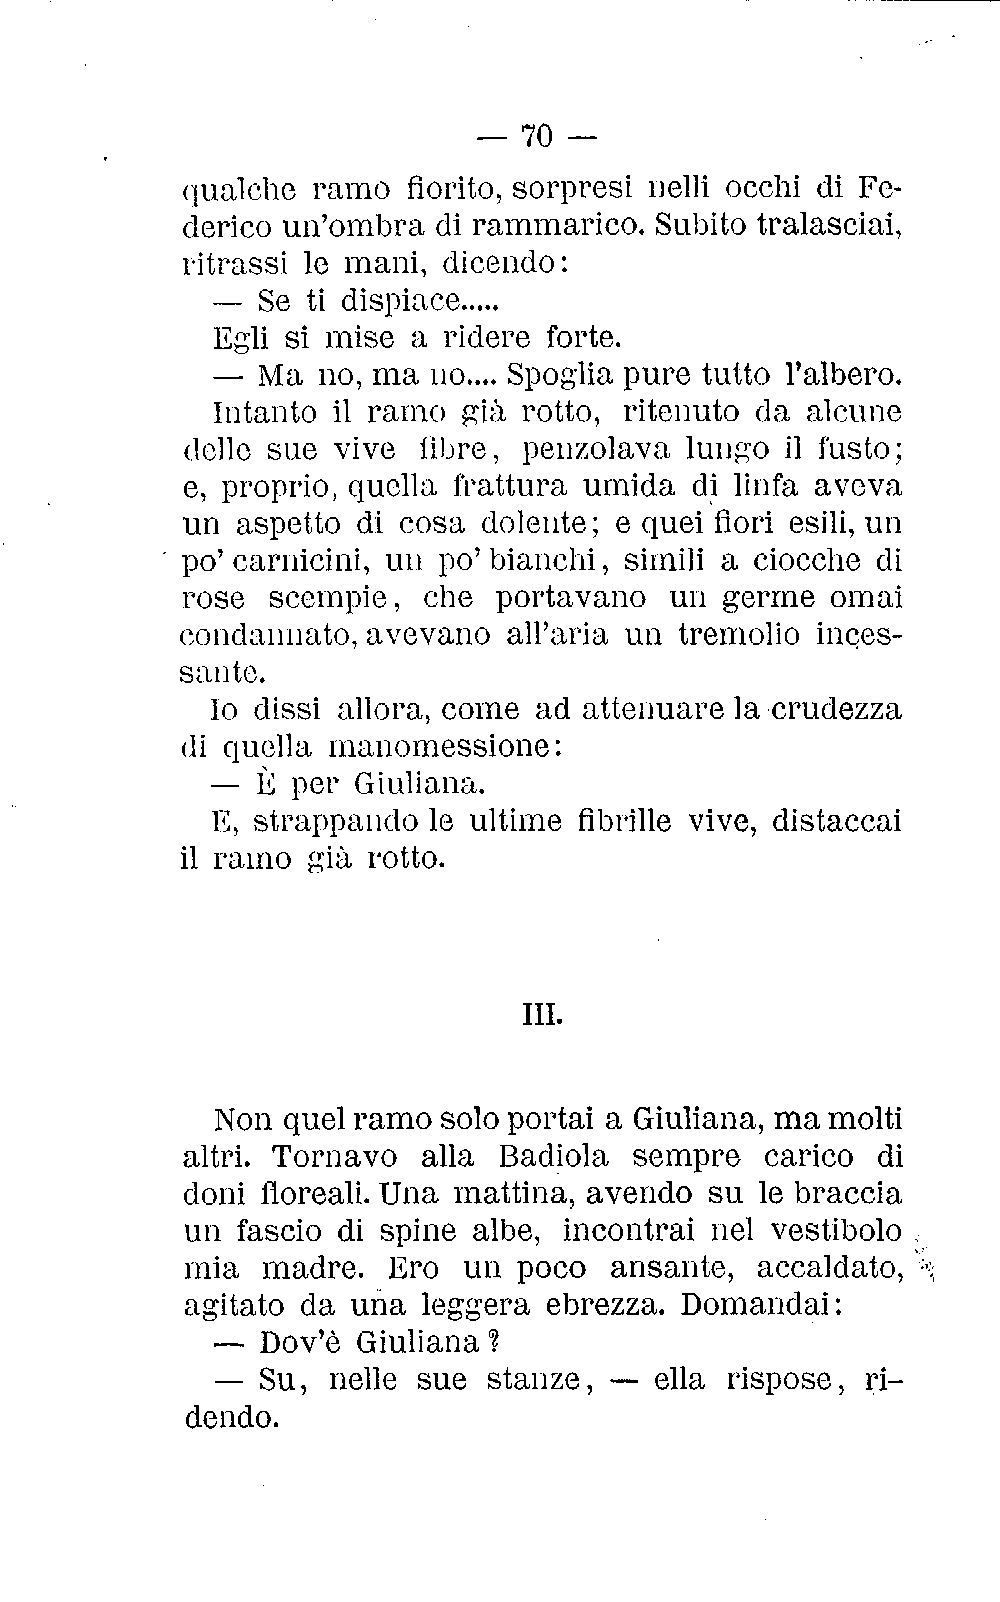 — 70 —
qualche ramo fiorito, sorpresi nelli occhi di Fe-
derico un'ombra di rammarico. Subito tralasciai,
ritrassi le mani, dicendo:
— Se ti dispiace.....
Egli si mise a ridere forte.
— Ma no, ma no.... Spoglia pure tutto l'albero.
Intanto il ramo già rotto, ritenuto da alcune
delle sue vive fibre, penzolava lungo il fusto;
e, proprio, quella frattura umida di linfa aveva
un aspetto di cosa dolente; e quei fiori esili, un
po' carnicini, un po' bianchi, simili a ciocche di
rose scempie, che portavano un germe omai
condannato, avevano all'aria un tremolio inces-
sante.
Io dissi allora, come ad attenuare la crudezza
di quella manomessione:
— È per Giuliana.
E, strappando le ultime fibrille vive, distaccai
il ramo già rotto.
III.
Non quel ramo solo portai a Giuliana, ma molti
altri. Tornavo alla Badiola sempre carico di
doni floreali. Una mattina, avendo su le braccia
un fascio di spine albe, incontrai nel vestibolo
mia madre. Ero un poco ansante, accaldato,
agitato da una leggera ebrezza. Domandai:
— Dov'è Giuliana?
— Su, nelle sue stanze, — ella rispose, ri-
dendo.